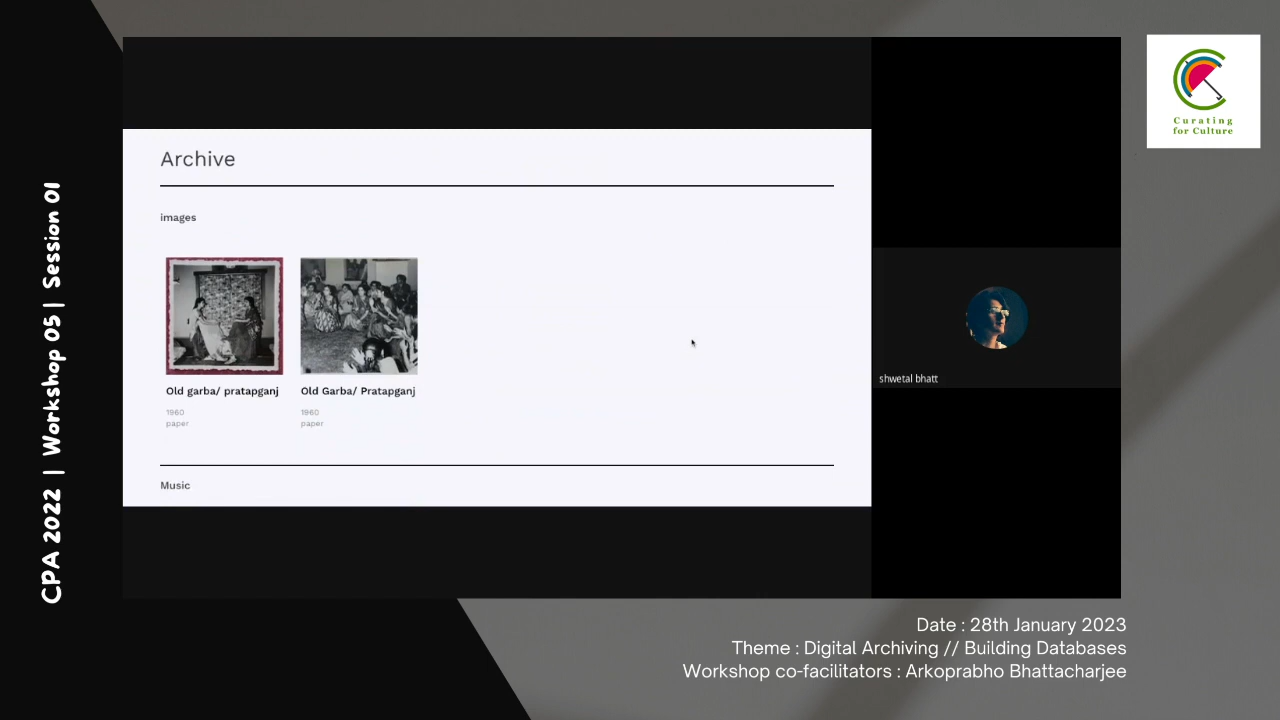 CPA 2022 | Workshop 05 | Session 01
Archive
images
Old garba/ pratapganj
1960
paper
Old Garba/ Pratapganj
1960
paper
Music
shwetal bhatt
Curating
for Culture
Date : 28th January 2023
Theme : Digital Archiving // Building Databases
Workshop co-facilitators : Arkoprabho Bhattacharjee